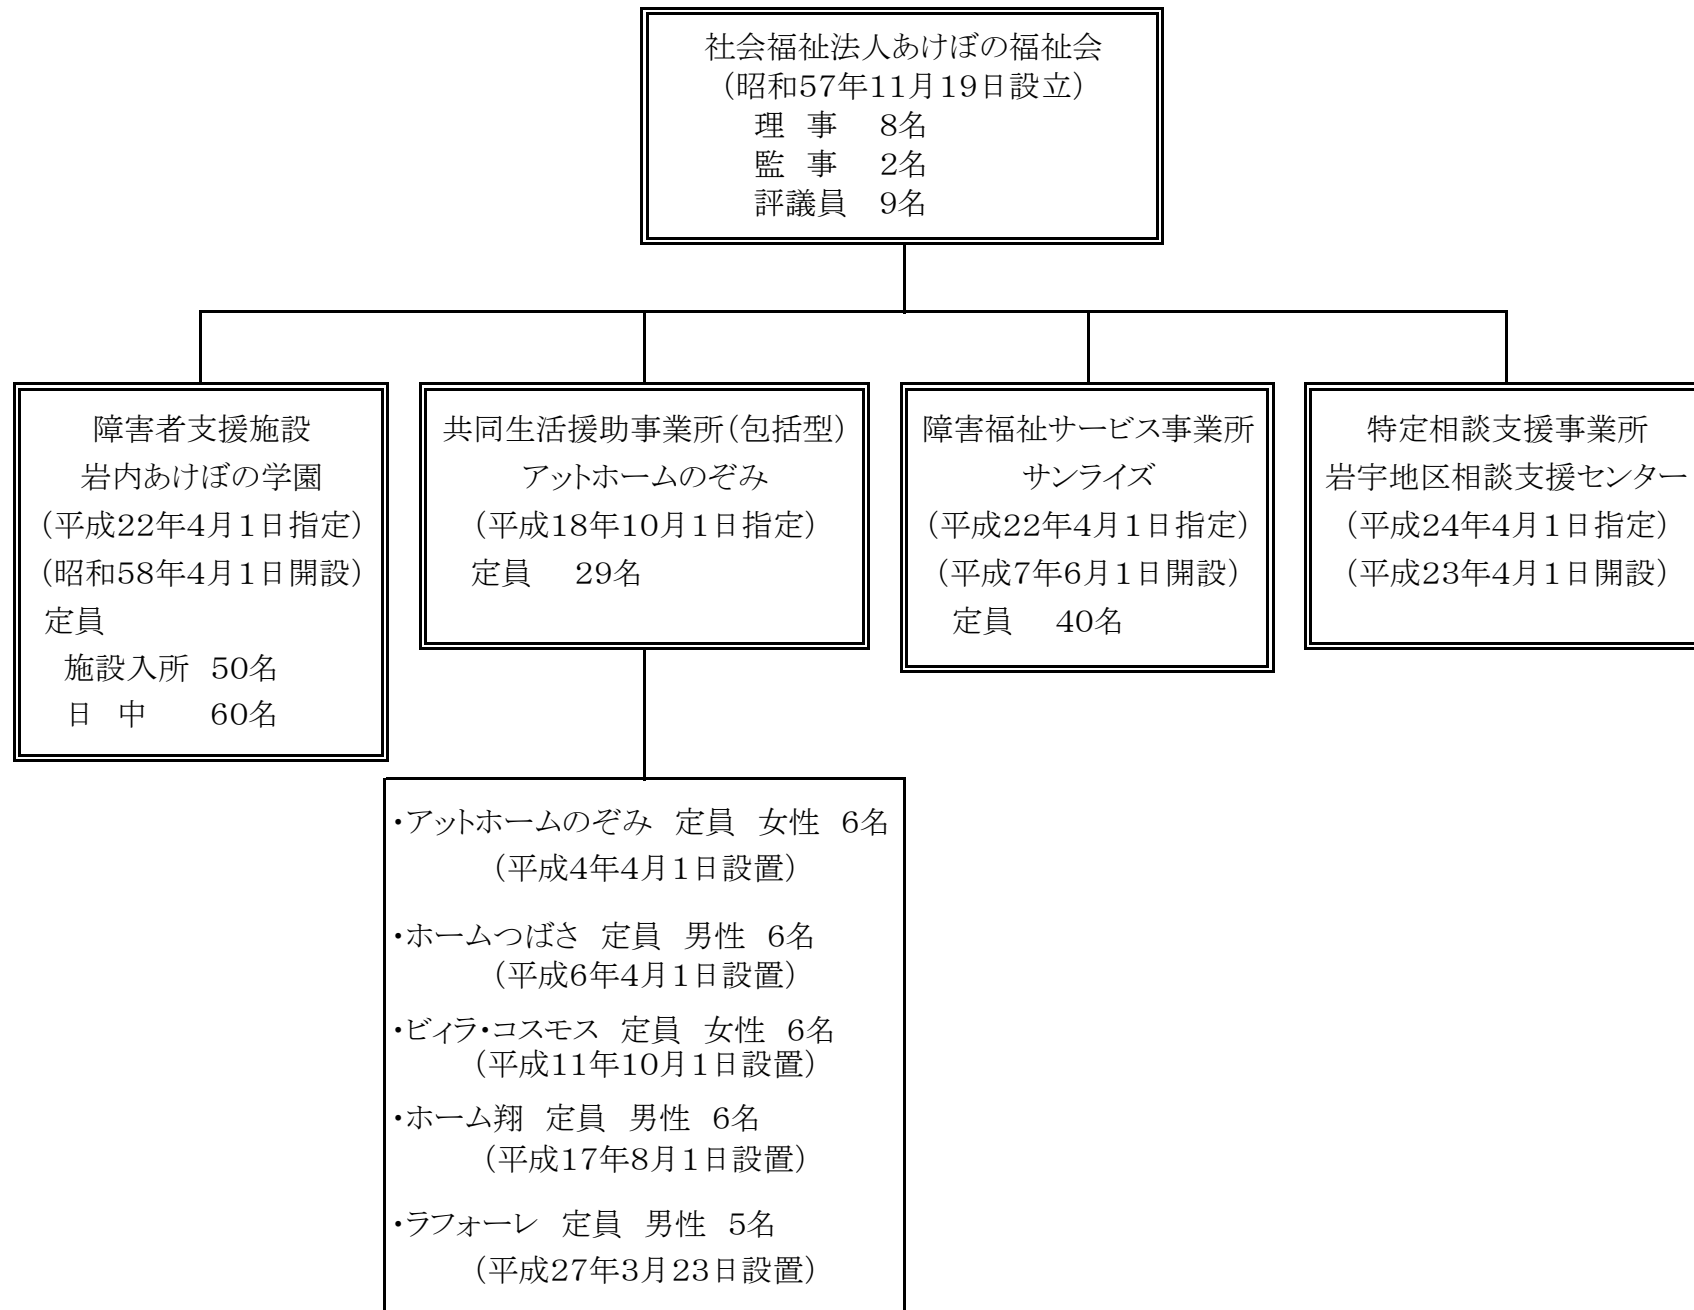 社会福祉法人あけぼの福祉会
（昭和57年11月19日設立）
理　事　8名
監　事　2名
評議員　9名
障害者支援施設
岩内あけぼの学園
（平成22年4月1日指定）
（昭和58年4月1日開設）
定員
施設入所　50名
日　中　　60名
共同生活援助事業所（包括型）
アットホームのぞみ
（平成18年10月1日指定）
定員　　29名
障害福祉サービス事業所
サンライズ
（平成22年4月1日指定）
（平成7年6月1日開設）
定員　　40名
特定相談支援事業所
岩宇地区相談支援センター
（平成24年4月1日指定）
（平成23年4月1日開設）
・アットホームのぞみ　定員　女性　6名
（平成4年4月1日設置）
・ホームつばさ　定員　男性　6名
（平成6年4月1日設置）
・ビィラ・コスモス　定員　女性　6名
（平成11年10月1日設置）
・ホーム翔　定員　男性　6名
（平成17年8月1日設置）
・ラフォーレ　定員　男性　5名
（平成27年3月23日設置）